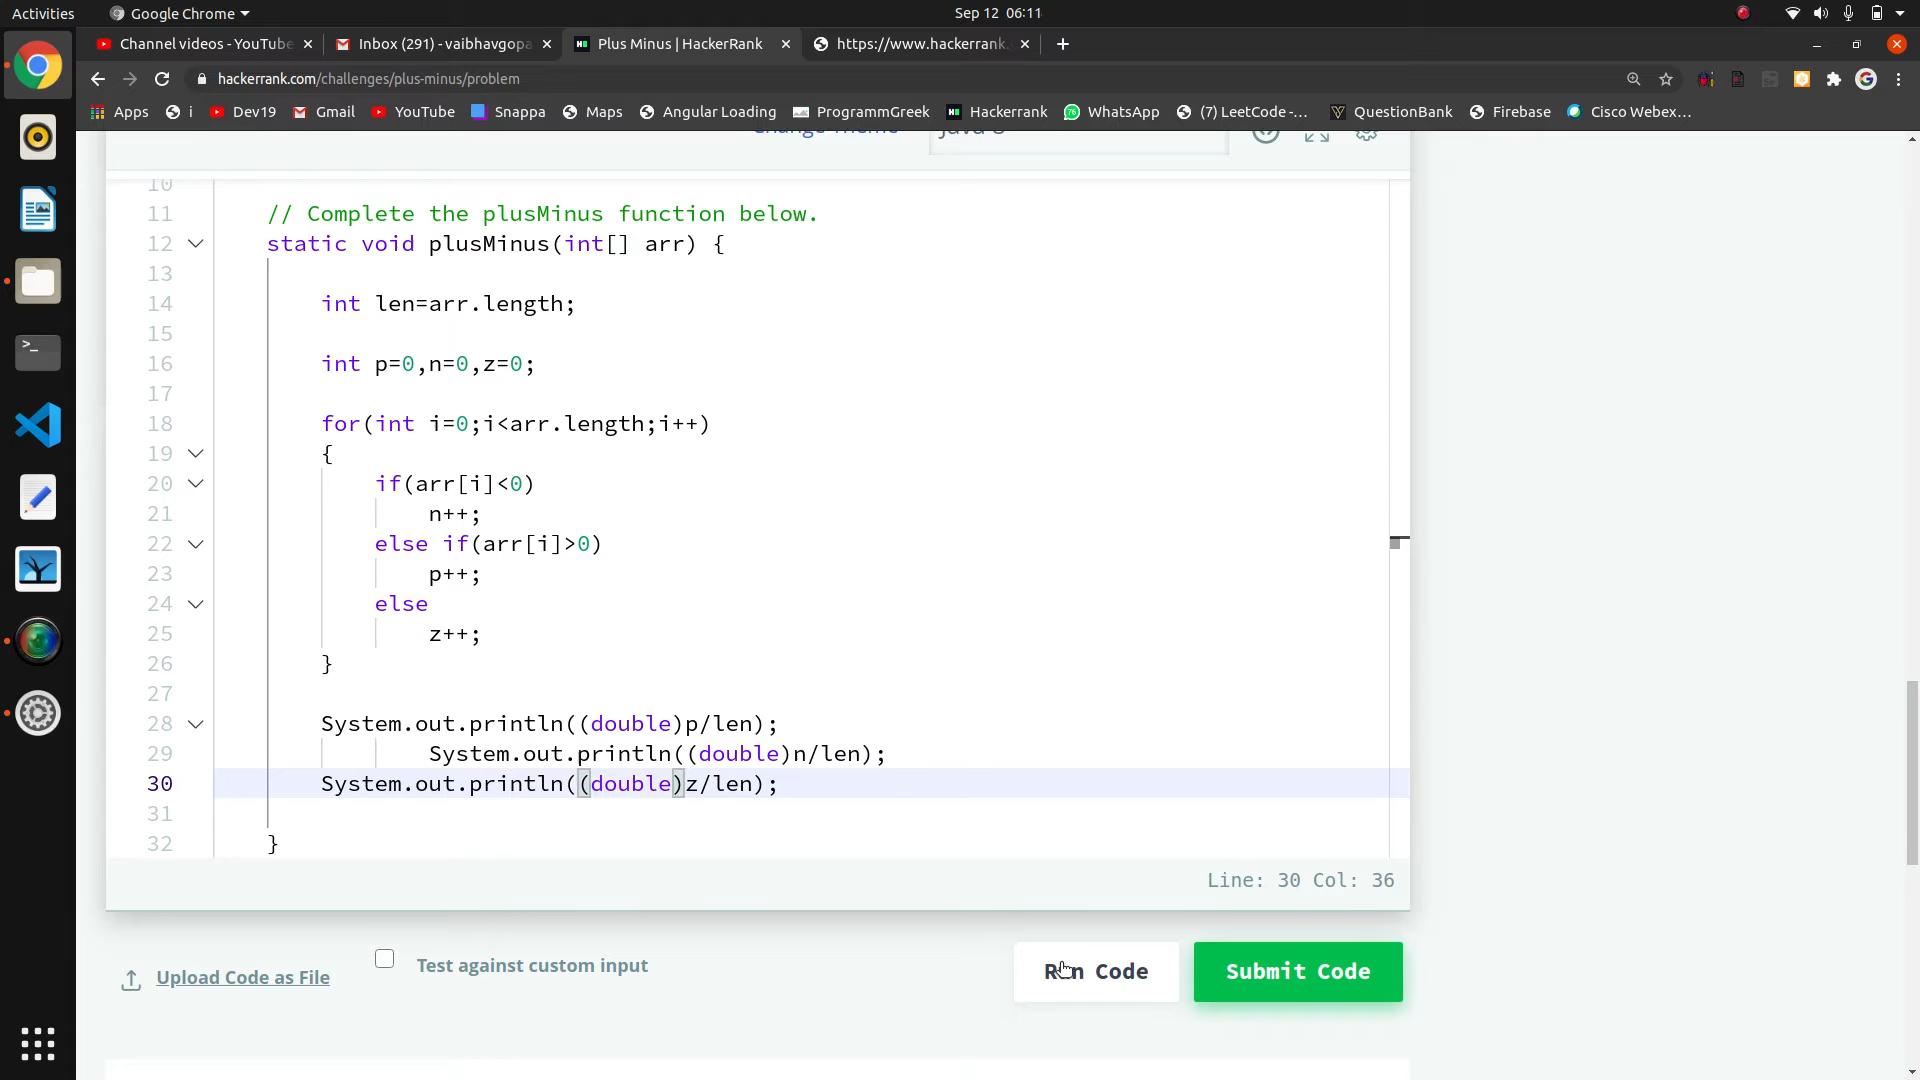 Activities Google Chrome Sep 12 06:11
Channel videos - YouTube Inbox (291) - vaibhavgopa Plus Minus | HackerRank https://www.hackerrank.
hackerrank.com/challenges/plus-minus/problem
Apps i Dev19 Gmail YouTube Snappa Maps Angular Loading ProgrammGreek Hackerrank WhatsApp (7) LeetCode -... QuestionBank Firebase Cisco Webex...
10
11 // Complete the plusMinus function below.
12 static void plusMinus(int[] arr) {
13
14 int len=arr.length;
15
16 int p=0,n=0,z=0;
17
18 for(int i=0;i<arr.length;i++)
19 {
20 if(arr[i]<0)
21 n++;
22 else if(arr[i]>0)
23 p++;
24 else
25 z++;
26 }
27
28 System.out.println((double)p/len);
29 System.out.println((double)n/len);
30 System.out.println((double)z/len);
31
32 }
Line: 30 Col: 36
Upload Code as File Test against custom input Run Code Submit Code